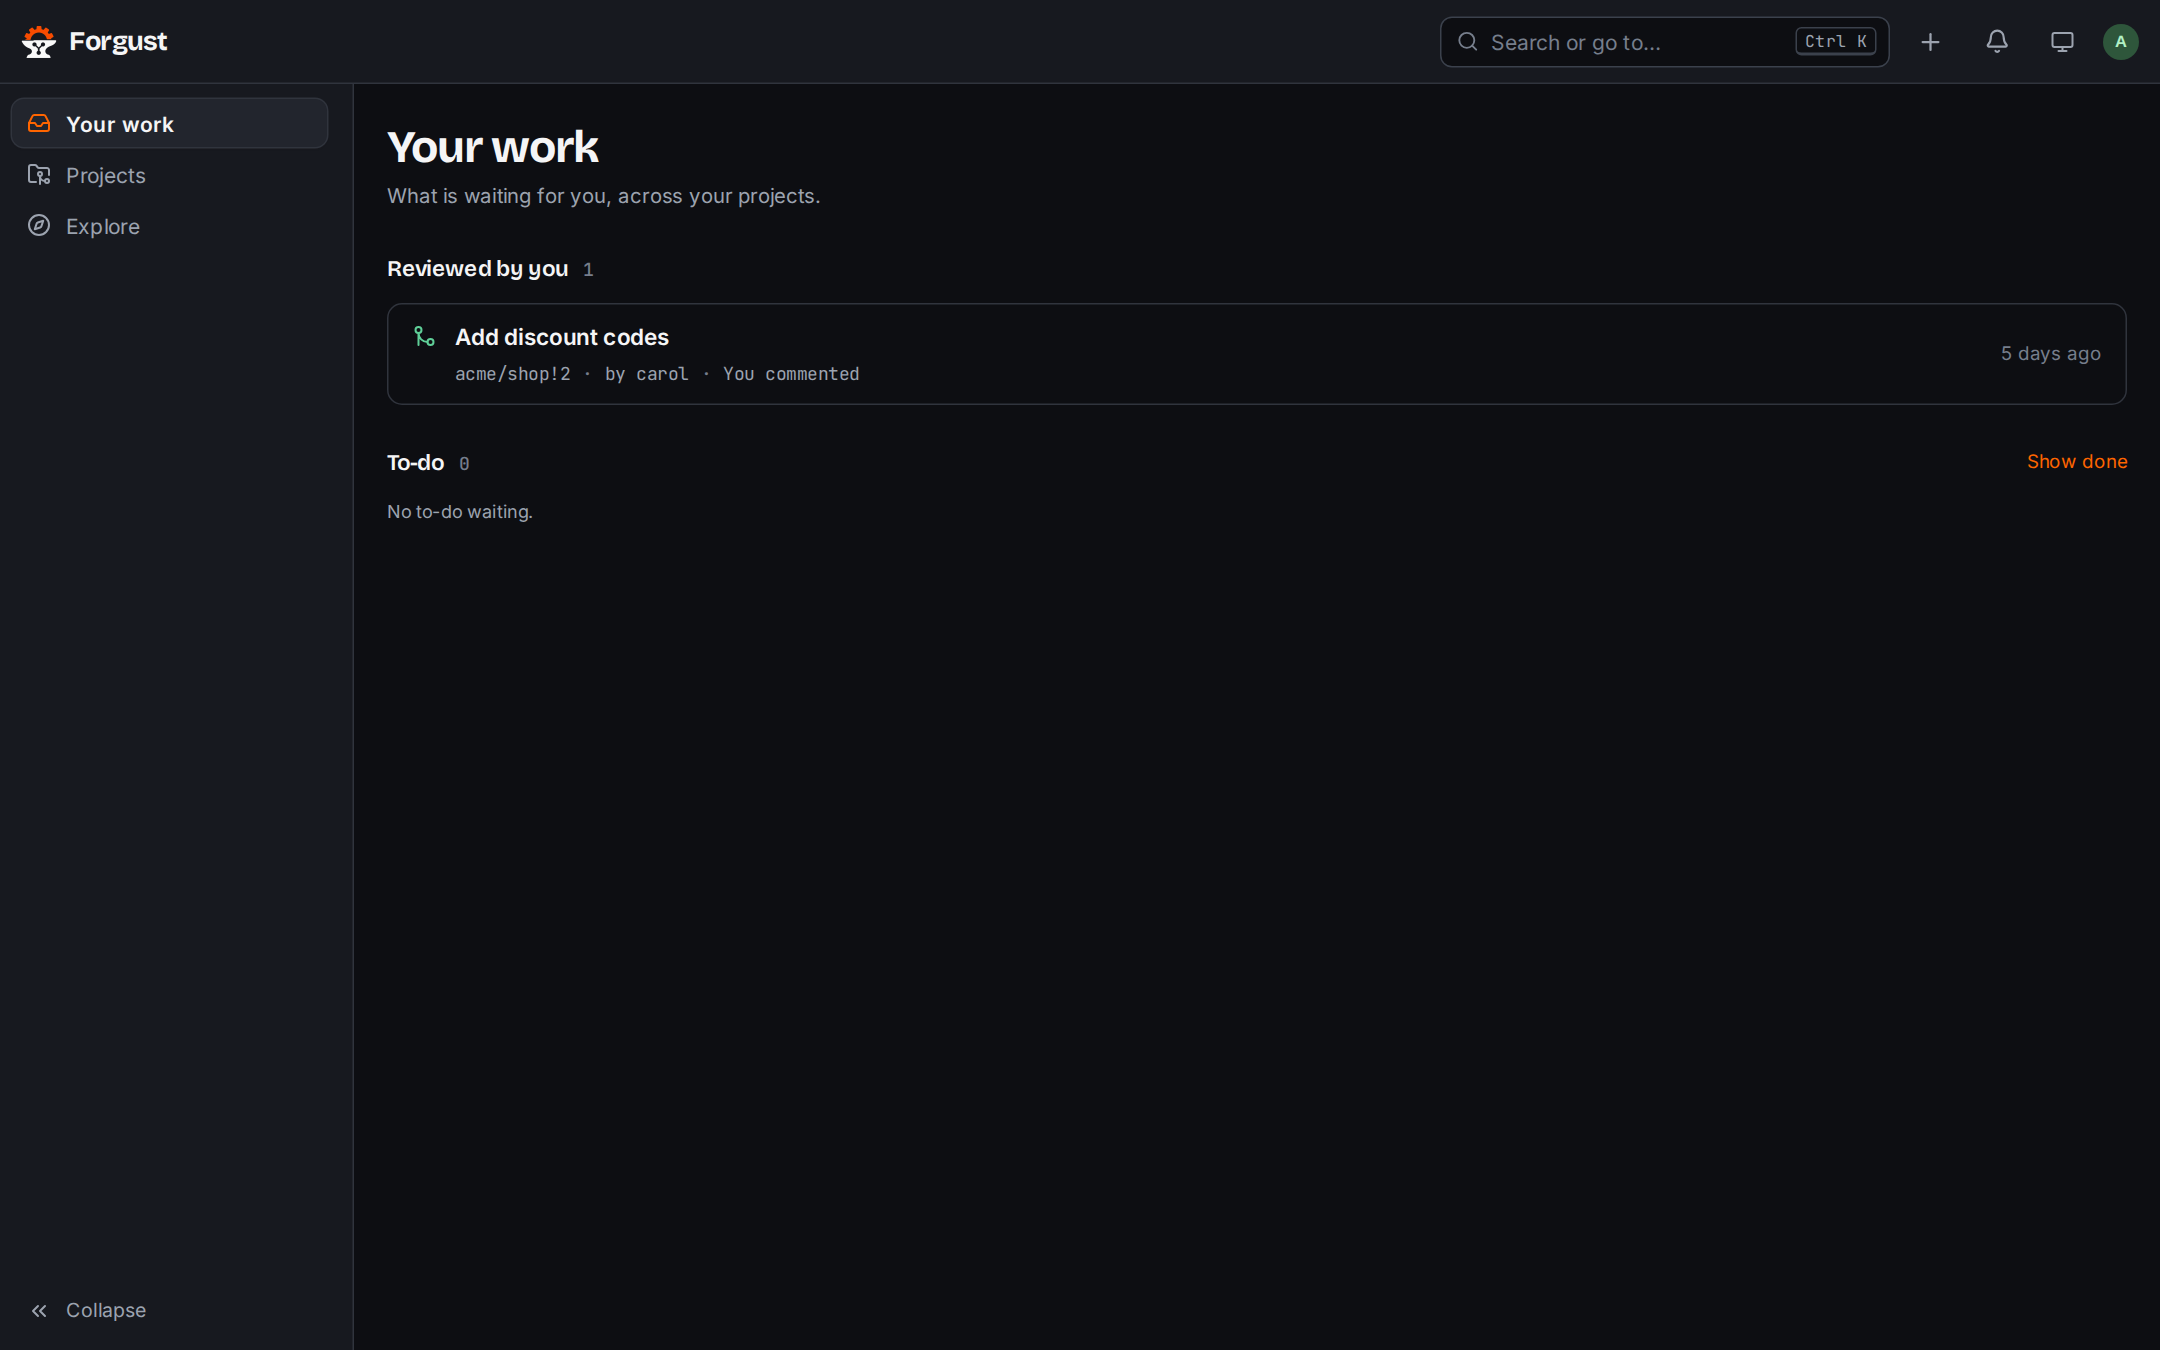 Forgust
Search or go to...
Ctrl K
A
Your work
Projects
Explore
Your work
What is waiting for you, across your projects.
Reviewed by you 1
Add discount codes
acme/shop!2 · by carol · You commented
5 days ago
To-do 0
Show done
No to-do waiting.
Collapse